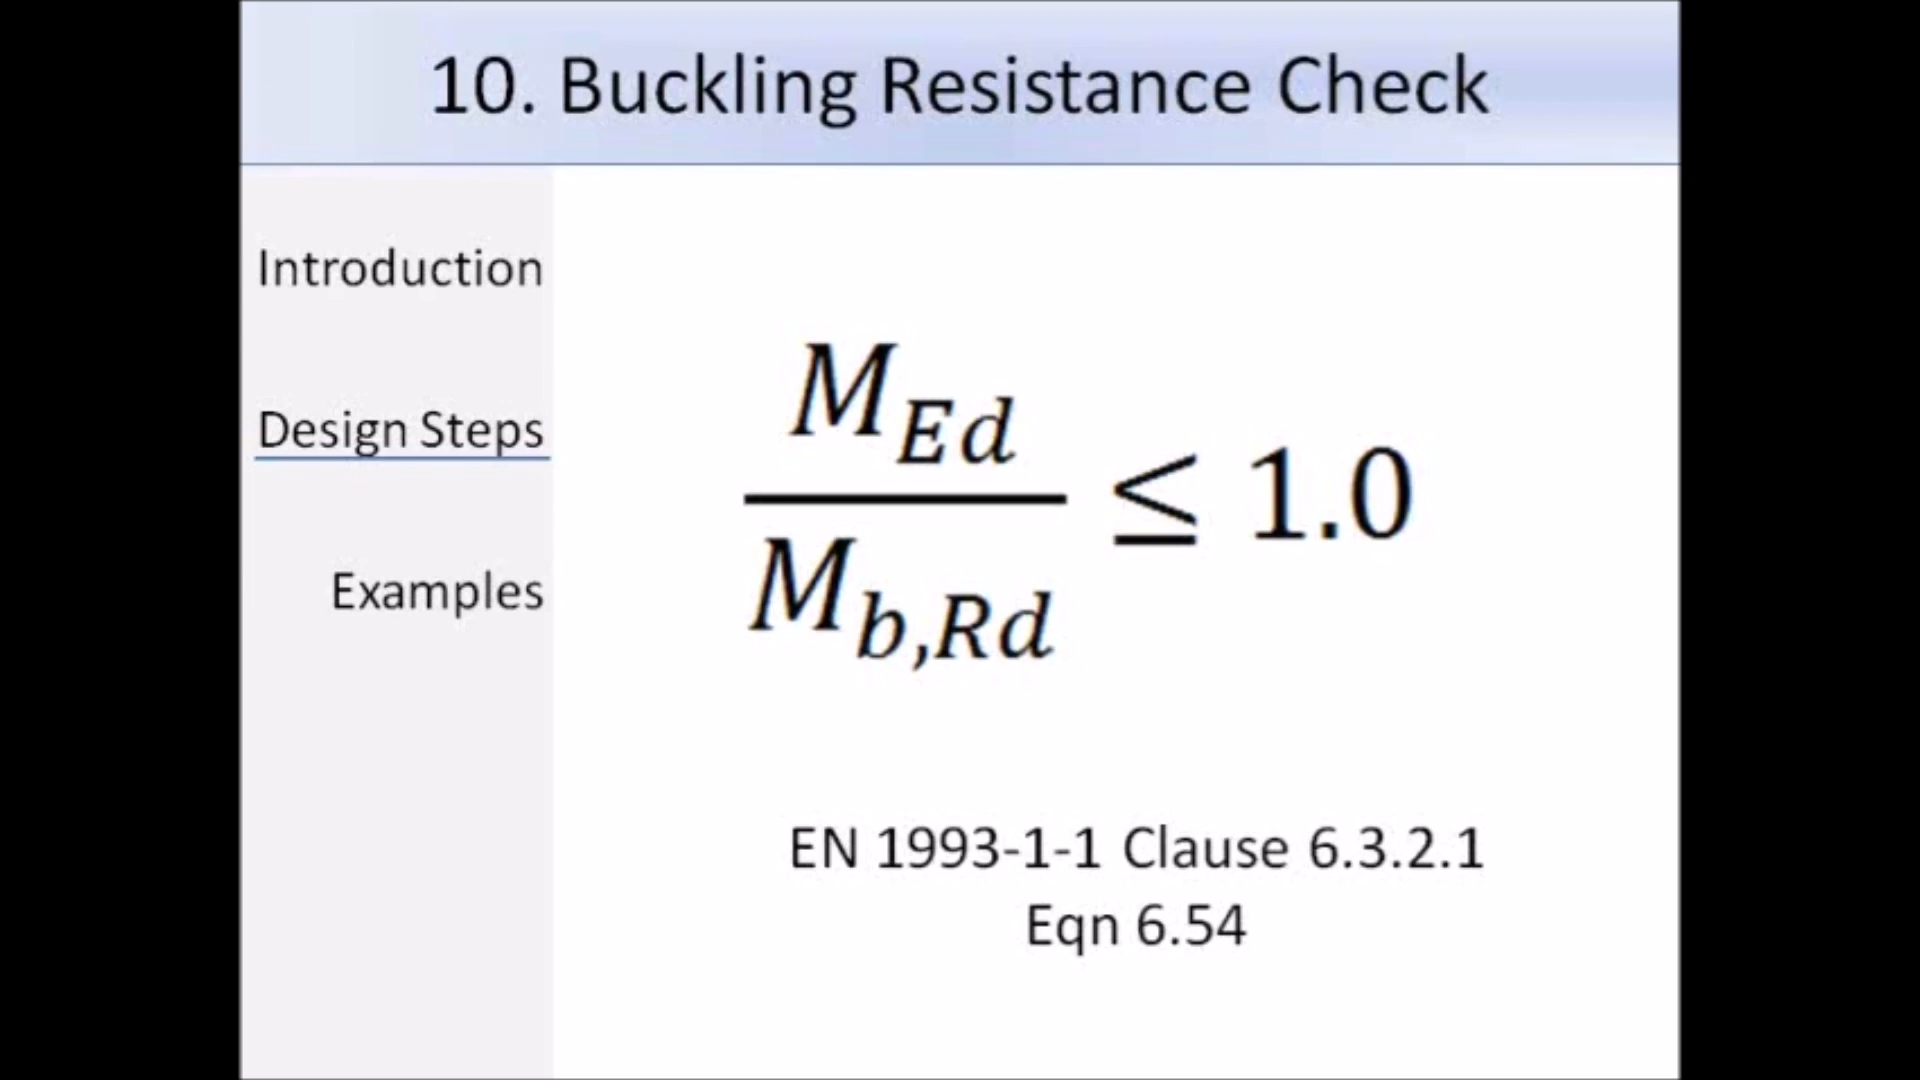 10. Buckling Resistance Check
Introduction
Design Steps
Examples
M_Ed / M_b,Rd ≤ 1.0
EN 1993-1-1 Clause 6.3.2.1
Eqn 6.54